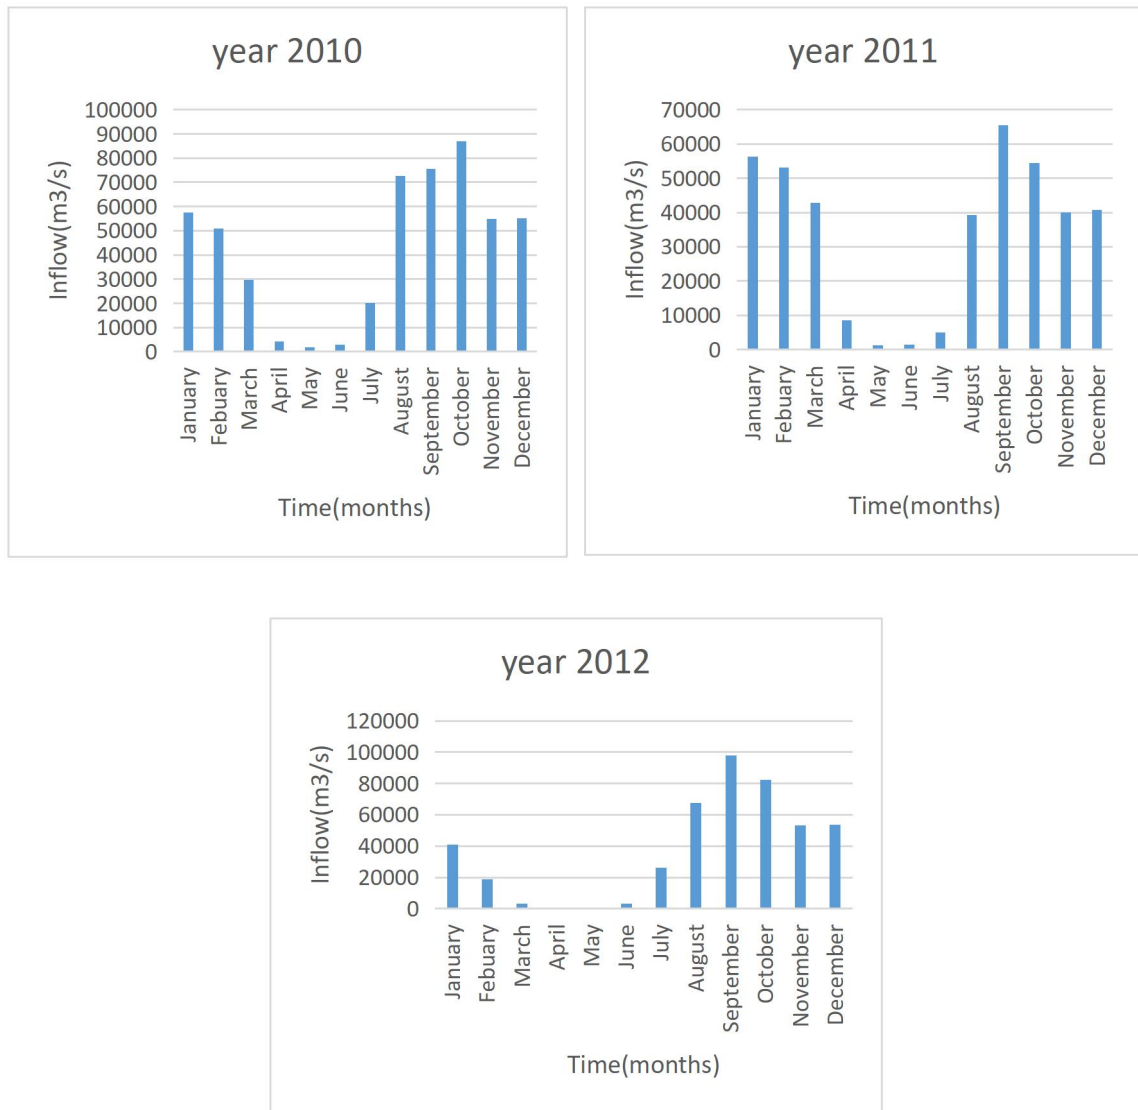 year 2010
Inflow(m3/s)
100000
90000
80000
70000
60000
50000
40000
30000
20000
10000
0
January
Febuary
March
April
May
June
July
August
September
October
November
December
Time(months)
year 2011
Inflow(m3/s)
70000
60000
50000
40000
30000
20000
10000
0
January
Febuary
March
April
May
June
July
August
September
October
November
December
Time(months)
year 2012
Inflow(m3/s)
120000
100000
80000
60000
40000
20000
0
January
Febuary
March
April
May
June
July
August
September
October
November
December
Time(months)